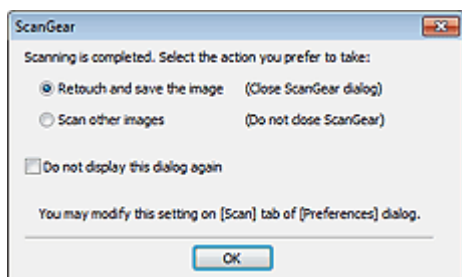 ScanGear
Scanning is completed. Select the action you prefer to take:
Retouch and save the image (Close ScanGear dialog)
Scan other images (Do not close ScanGear)
Do not display this dialog again
You may modify this setting on [Scan] tab of [Preferences] dialog.
OK